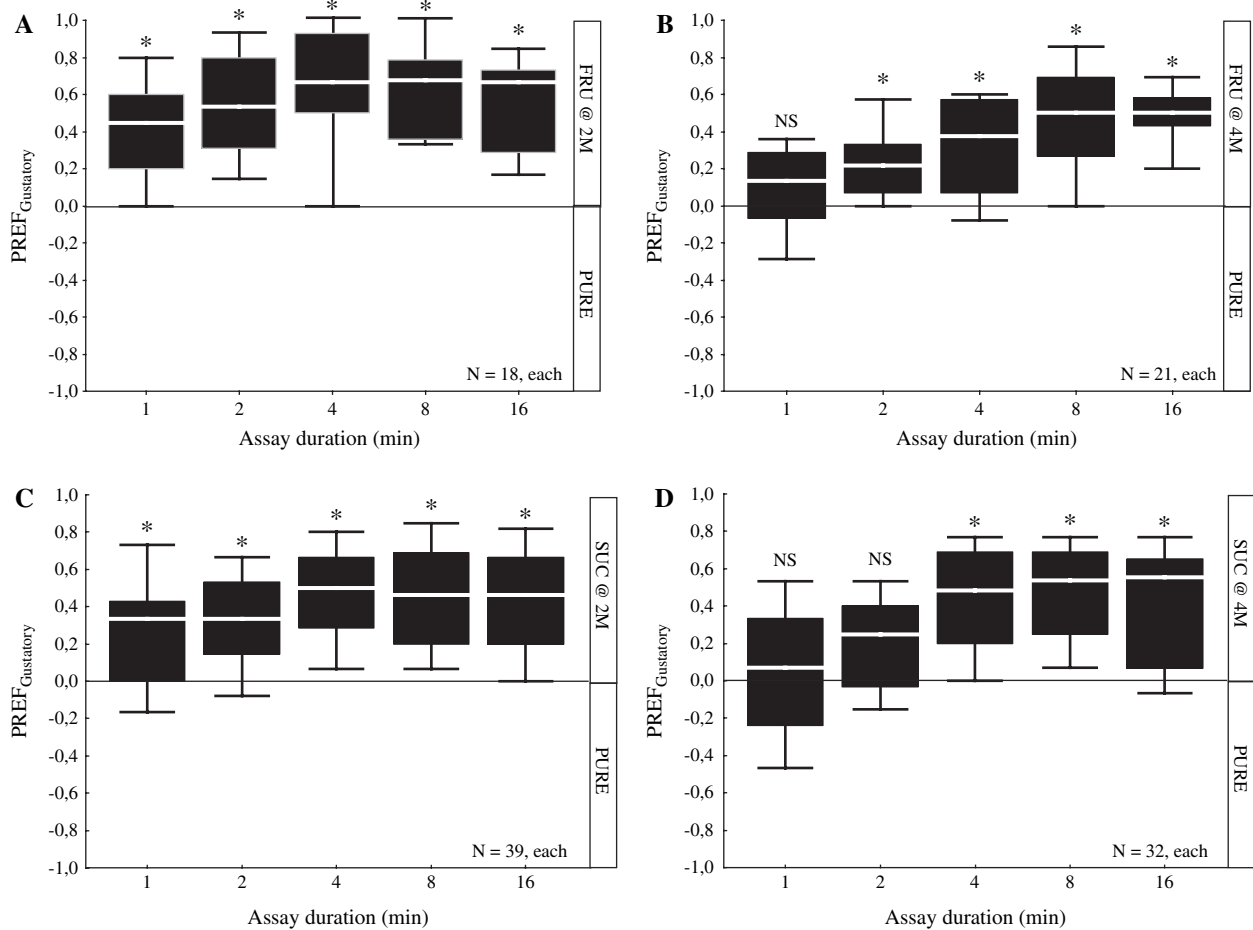 A
1,0
0,8
0,6
0,4
0,2
0,0
-0,2
-0,4
-0,6
-0,8
-1,0
PREFGustatory
* * * * *
FRU @ 2M
PURE
N = 18, each
1 2 4 8 16
Assay duration (min)
B
1,0
0,8
0,6
0,4
0,2
0,0
-0,2
-0,4
-0,6
-0,8
-1,0
PREFGustatory
NS * * * *
FRU @ 4M
PURE
N = 21, each
1 2 4 8 16
Assay duration (min)
C
1,0
0,8
0,6
0,4
0,2
0,0
-0,2
-0,4
-0,6
-0,8
-1,0
PREFGustatory
* * * * *
SUC @ 2M
PURE
N = 39, each
1 2 4 8 16
Assay duration (min)
D
1,0
0,8
0,6
0,4
0,2
0,0
-0,2
-0,4
-0,6
-0,8
-1,0
PREFGustatory
NS NS * * *
SUC @ 4M
PURE
N = 32, each
1 2 4 8 16
Assay duration (min)